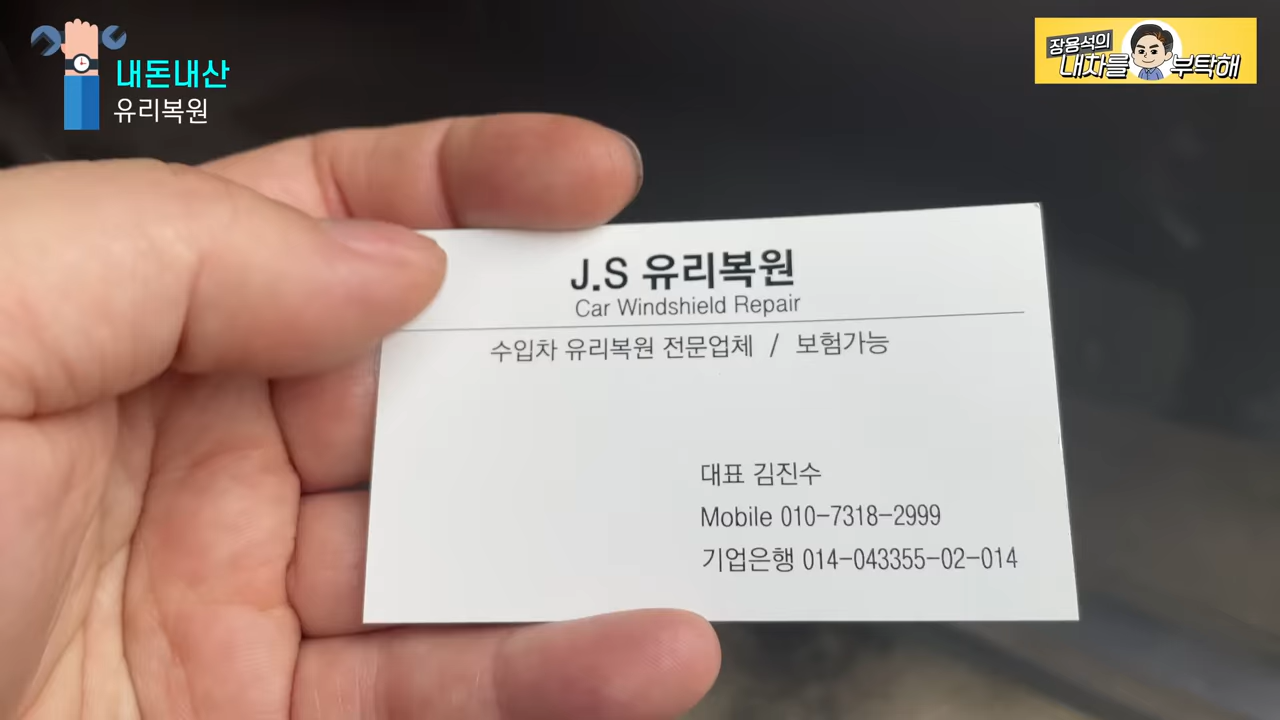 내돈내산
유리복원
장용석의
내차를 부탁해
J.S 유리복원
Car Windshield Repair
수입차 유리복원 전문업체 / 보험가능
대표 김진수
Mobile 010-7318-2999
기업은행 014-043355-02-014